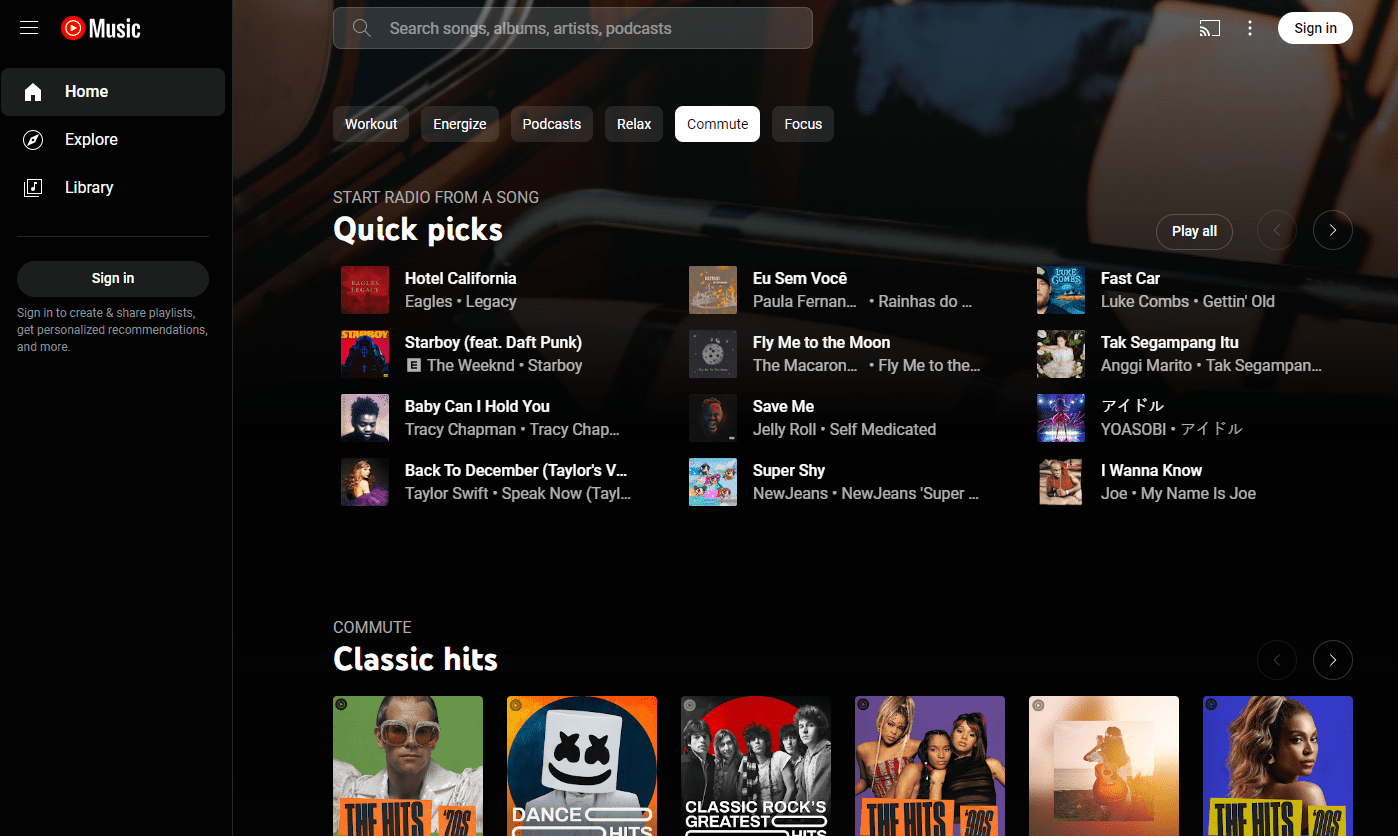 Music
Search songs, albums, artists, podcasts
Sign in
Home
Explore
Library
Sign in
Sign in to create & share playlists,
get personalized recommendations,
and more.
Workout
Energize
Podcasts
Relax
Commute
Focus
START RADIO FROM A SONG
Quick picks
Play all
Hotel California
Eagles • Legacy
Starboy (feat. Daft Punk)
E The Weeknd • Starboy
Baby Can I Hold You
Tracy Chapman • Tracy Chap...
Back To December (Taylor's V...
Taylor Swift • Speak Now (Tayl...
Eu Sem Você
Paula Fernan... • Rainhas do ...
Fly Me to the Moon
The Macaron... • Fly Me to the...
Save Me
Jelly Roll • Self Medicated
Super Shy
NewJeans • NewJeans 'Super ...
Fast Car
Luke Combs • Gettin' Old
Tak Segampang Itu
Anggi Marito • Tak Segampan...
アイドル
YOASOBI • アイドル
I Wanna Know
Joe • My Name Is Joe
EAGLES
LEGACY
STARBOY
LUKE
COMBS
COMMUTE
Classic hits
THE HITS '70s
DANCE
HITS
CLASSIC ROCK'S
GREATEST
HITS
THE HITS '90s
THE HITS '00s